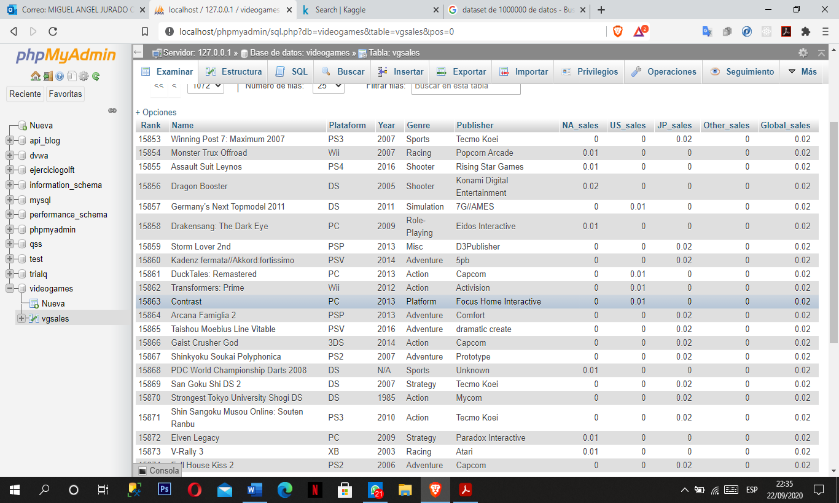 Correo: MIGUEL ANGEL JURADO C
localhost / 127.0.0.1 / videogames
Search | Kaggle
dataset de 1000000 de datos - Bus
localhost/phpmyadmin/sql.php?db=videogames&table=vgsales&pos=0
phpMyAdmin
Servidor: 127.0.0.1 » Base de datos: videogames » Tabla: vgsales
Examinar Estructura SQL Buscar Insertar Exportar Importar Privilegios Operaciones Seguimiento Más
Reciente Favoritas
<< < 1072 Número de filas: 25 Filtrar filas: Buscar en esta tabla
Nueva
api_blog
dvwa
ejerciciogolft
information_schema
mysql
performance_schema
phpmyadmin
qss
test
trialq
videogames
Nueva
vgsales
+ Opciones
Rank Name Plataform Year Genre Publisher NA_sales US_sales JP_sales Other_sales Global_sales
15853 Winning Post 7: Maximum 2007 PS3 2007 Sports Tecmo Koei 0 0 0.02 0 0.02
15854 Monster Trux Offroad Wii 2007 Racing Popcorn Arcade 0.01 0 0 0 0.02
15855 Assault Suit Leynos PS4 2016 Shooter Rising Star Games 0.01 0 0 0 0.02
15856 Dragon Booster DS 2005 Shooter Konami Digital Entertainment 0.02 0 0 0 0.02
15857 Germany's Next Topmodel 2011 DS 2011 Simulation 7G//AMES 0 0.01 0 0 0.02
15858 Drakensang: The Dark Eye PC 2009 Role-Playing Eidos Interactive 0.01 0 0 0 0.02
15859 Storm Lover 2nd PSP 2013 Misc D3Publisher 0 0 0.02 0 0.02
15860 Kadenz fermata//Akkord fortissimo PSV 2014 Adventure 5pb 0 0 0.02 0 0.02
15861 DuckTales: Remastered PC 2013 Action Capcom 0 0.01 0 0 0.02
15862 Transformers: Prime Wii 2012 Action Activision 0 0.01 0 0 0.02
15863 Contrast PC 2013 Platform Focus Home Interactive 0 0.01 0 0 0.02
15864 Arcana Famiglia 2 PSP 2013 Adventure Comfort 0 0 0.02 0 0.02
15865 Taishou Moebius Line Vitable PSV 2016 Adventure dramatic create 0 0 0.02 0 0.02
15866 Gaist Crusher God 3DS 2014 Action Capcom 0 0 0.02 0 0.02
15867 Shinkyoku Soukai Polyphonica PS2 2007 Adventure Prototype 0 0 0.02 0 0.02
15868 PDC World Championship Darts 2008 DS N/A Sports Unknown 0.01 0 0 0 0.02
15869 San Goku Shi DS 2 DS 2007 Strategy Tecmo Koei 0 0 0.02 0 0.02
15870 Strongest Tokyo University Shogi DS DS 1985 Action Mycom 0 0 0.02 0 0.02
15871 Shin Sangoku Musou Online: Souten Ranbu PS3 2010 Action Tecmo Koei 0 0 0.02 0 0.02
15872 Elven Legacy PC 2009 Strategy Paradox Interactive 0.01 0 0 0 0.02
15873 V-Rally 3 XB 2003 Racing Atari 0.01 0 0 0 0.02
House Kiss 2 PS2 2006 Adventure Capcom 0 0 0.02 0 0.02
Consola
ESP
22:35
22/09/2020